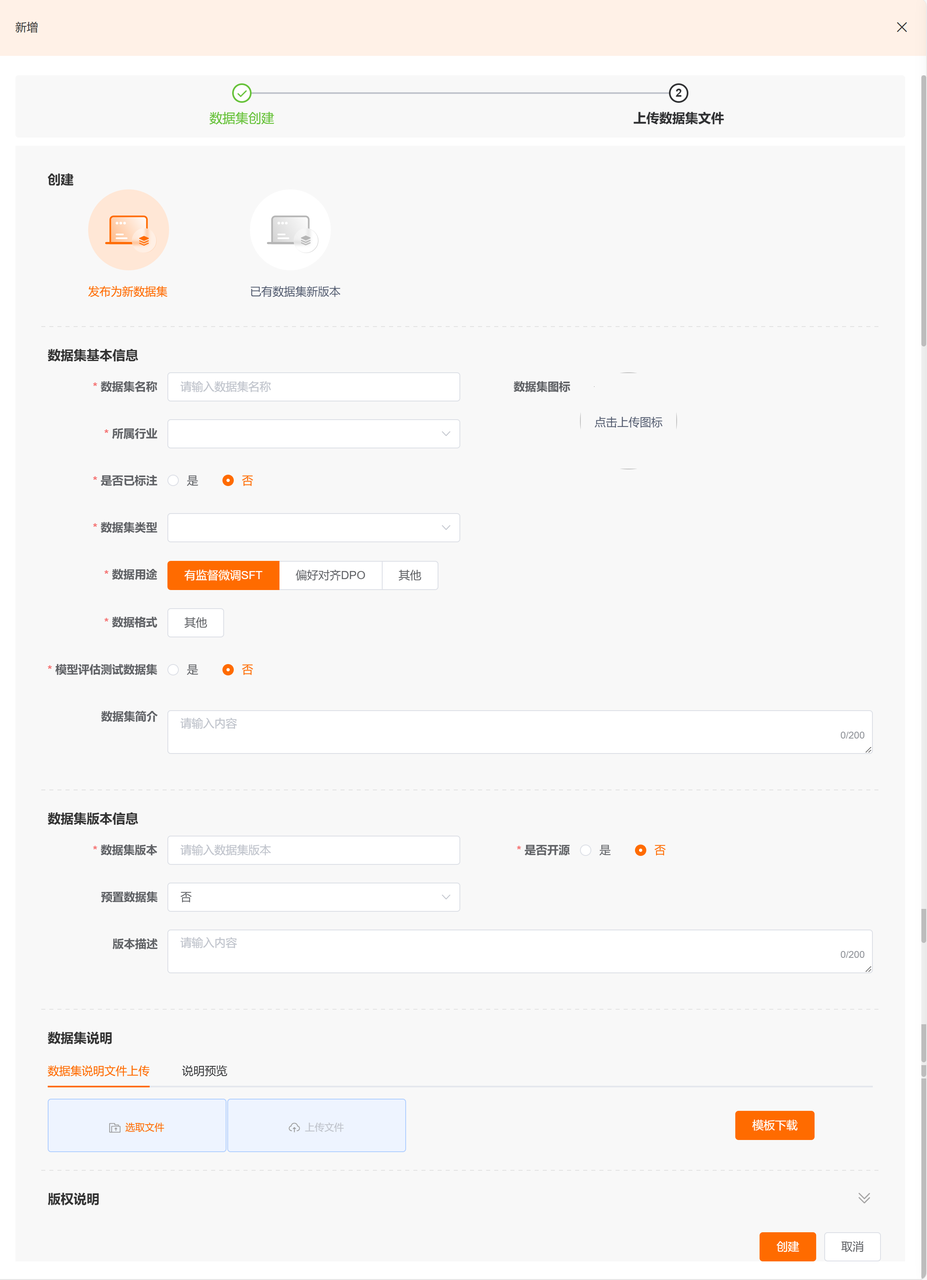 新增
2
数据集创建
上传数据集文件
创建
发布为新数据集
已有数据集新版本
数据集基本信息
* 数据集名称 请输入数据集名称
数据集图标
点击上传图标
* 所属行业
* 是否已标注 是 否
* 数据集类型
* 数据用途 有监督微调SFT 偏好对齐DPO 其他
* 数据格式 其他
* 模型评估测试数据集 是 否
数据集简介 请输入内容
0/200
数据集版本信息
* 数据集版本 请输入数据集版本
* 是否开源 是 否
预置数据集 否
版本描述 请输入内容
0/200
数据集说明
数据集说明文件上传 说明预览
选取文件 上传文件 模板下载
版权说明
创建 取消